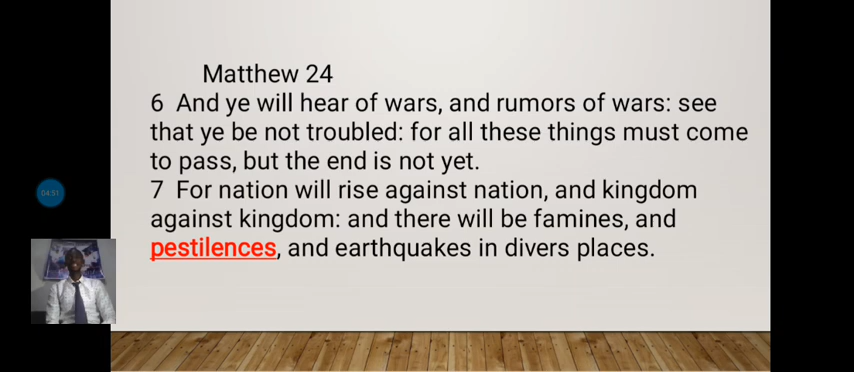 Matthew 24
6 And ye will hear of wars, and rumors of wars: see
that ye be not troubled: for all these things must come
to pass, but the end is not yet.
7 For nation will rise against nation, and kingdom
against kingdom: and there will be famines, and
pestilences, and earthquakes in divers places.
04:51